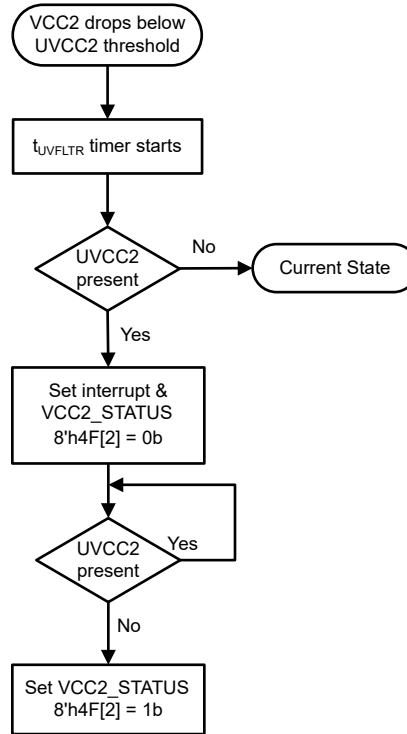 VCC2 drops below
UVCC2 threshold
tUVFLTR timer starts
UVCC2
present
No
Current State
Yes
Set interrupt &
VCC2_STATUS
8'h4F[2] = 0b
UVCC2
present
Yes
No
Set VCC2_STATUS
8'h4F[2] = 1b